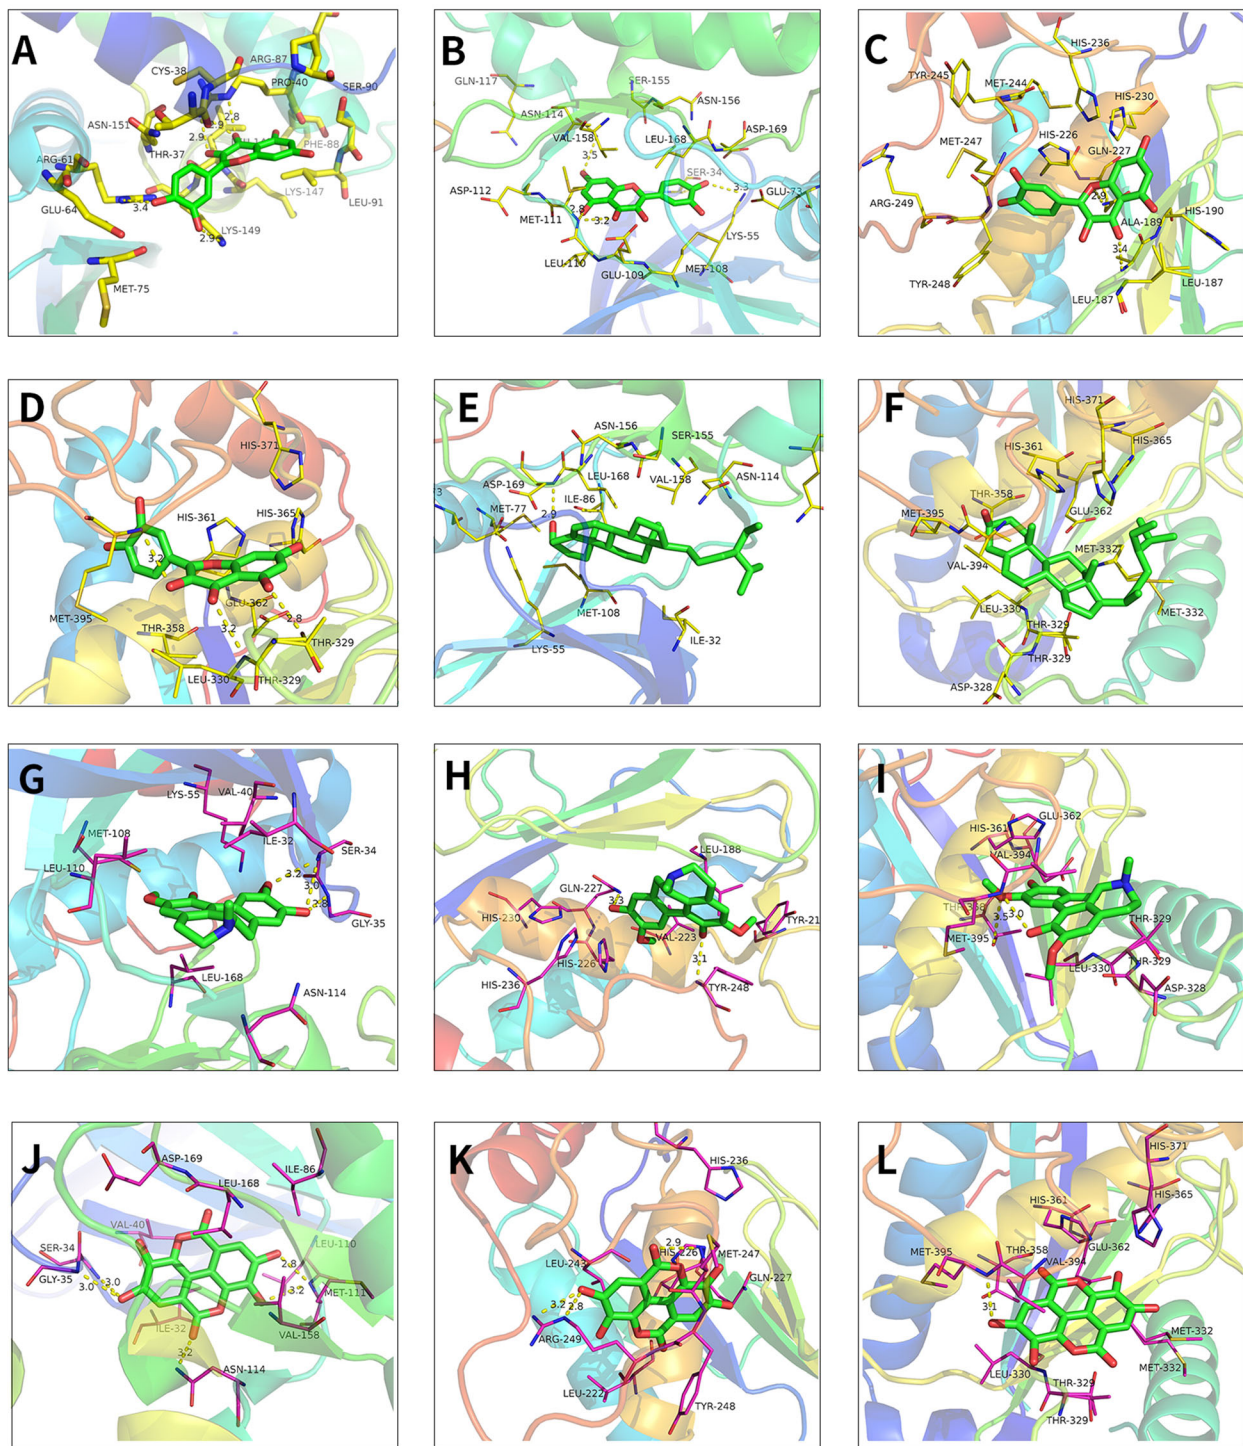 A
CYS-38
ARG-87
PRO-40
SER-90
ASN-151
2.8
2.9
2.9
PHE-88
THR-37
ARG-61
LYS-147
LEU-91
GLU-64
3.4
LYS-149
2.9
MET-75
B
GLN-117
SER-155
ASN-156
ASN-114
VAL-158
LEU-168
ASP-169
3.5
SER-34
3.3
GLU-73
ASP-112
2.8
3.2
MET-111
LYS-55
LEU-110
GLU-109
MET-108
C
HIS-236
TYR-245
MET-244
HIS-230
HIS-226
MET-247
GLN-227
ARG-249
2.9
HIS-190
ALA-189
3.4
TYR-248
LEU-187
LEU-187
D
HIS-371
HIS-361
HIS-365
3.2
GLU-362
MET-395
THR-358
3.2
2.8
THR-329
LEU-330
THR-329
E
ASN-156
SER-155
LEU-168
ASP-169
VAL-158
ASN-114
ILE-86
MET-77
2.9
MET-108
ILE-32
LYS-55
F
HIS-371
HIS-361
HIS-365
THR-358
MET-395
GLU-362
MET-332
VAL-394
LEU-330
MET-332
THR-329
THR-329
ASP-328
G
LYS-55
VAL-40
MET-108
ILE-32
SER-34
LEU-110
3.2
3.0
2.8
GLY-35
LEU-168
ASN-114
H
LEU-188
GLN-227
3.3
HIS-230
TYR-21
VAL-223
HIS-226
3.1
HIS-236
TYR-248
I
GLU-362
HIS-361
VAL-394
THR-358
3.5
3.0
THR-329
MET-395
LEU-330
THR-329
ASP-328
J
ASP-169
ILE-86
LEU-168
VAL-40
LEU-110
SER-34
2.8
GLY-35
3.0
3.0
3.2
MET-111
ILE-32
VAL-158
3.2
ASN-114
K
HIS-236
2.9
HIS-226
MET-247
LEU-243
GLN-227
3.2
2.8
ARG-249
LEU-222
TYR-248
L
HIS-371
HIS-361
HIS-365
MET-395
THR-358
GLU-362
VAL-394
3.1
MET-332
LEU-330
MET-332
THR-329
THR-329